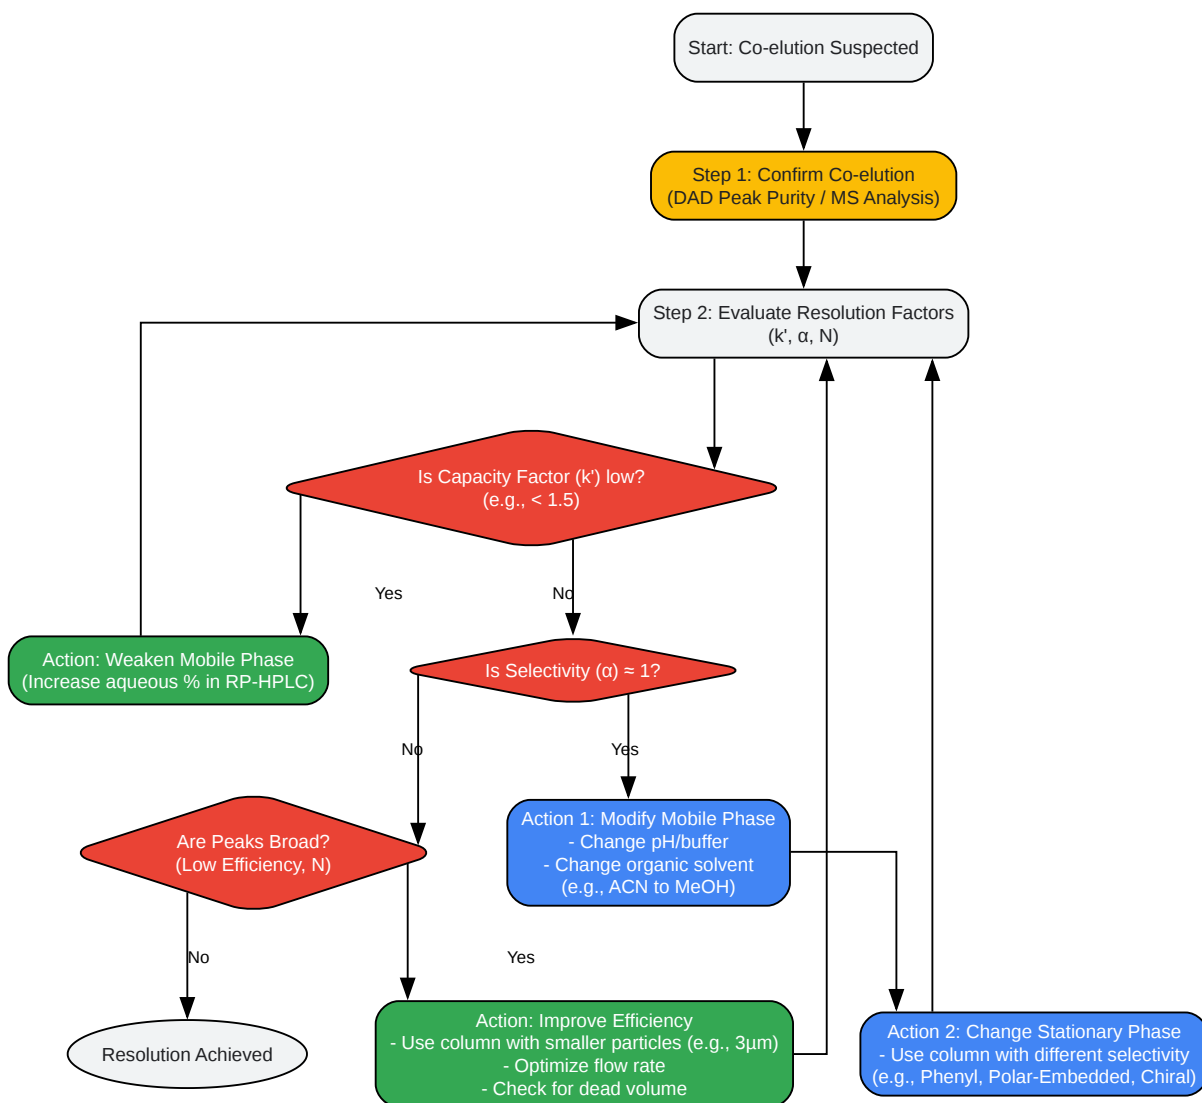 Start: Co-elution Suspected
Step 1: Confirm Co-elution
(DAD Peak Purity / MS Analysis)
Step 2: Evaluate Resolution Factors
(k', α, N)
Is Capacity Factor (k') low?
(e.g., < 1.5)
Yes
No
Action: Weaken Mobile Phase
(Increase aqueous % in RP-HPLC)
Is Selectivity (α) ≈ 1?
No
Yes
Are Peaks Broad?
(Low Efficiency, N)
Action 1: Modify Mobile Phase
- Change pH/buffer
- Change organic solvent
(e.g., ACN to MeOH)
No
Yes
Resolution Achieved
Action: Improve Efficiency
- Use column with smaller particles (e.g., 3µm)
- Optimize flow rate
- Check for dead volume
Action 2: Change Stationary Phase
- Use column with different selectivity
(e.g., Phenyl, Polar-Embedded, Chiral)